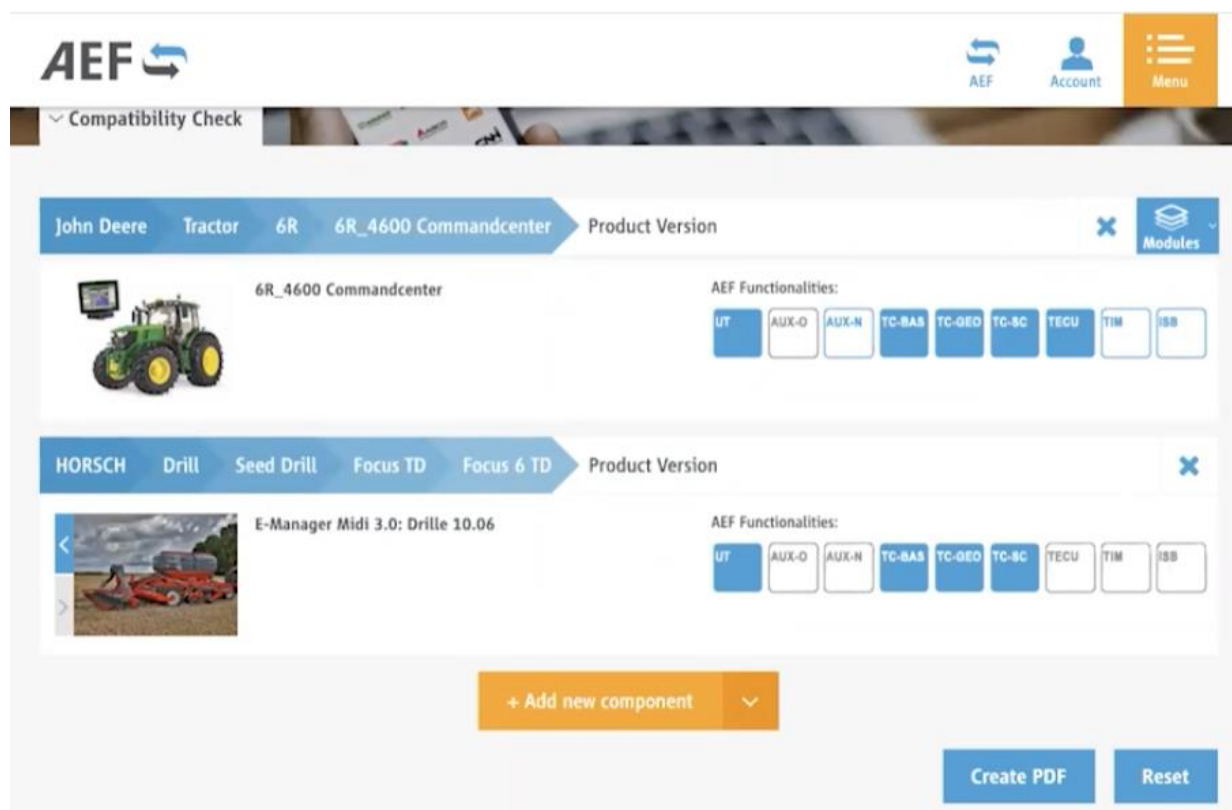 AEF
AEF
Account
Menu
Compatibility Check
John Deere Tractor 6R 6R_4600 Commandcenter Product Version
Modules
6R_4600 Commandcenter
AEF Functionalities:
UT AUX-O AUX-N TC-BAS TC-GEO TC-SC TECU TIM ISB
HORSCH Drill Seed Drill Focus TD Focus 6 TD Product Version
E-Manager Midi 3.0: Drille 10.06
AEF Functionalities:
UT AUX-O AUX-N TC-BAS TC-GEO TC-SC TECU TIM ISB
+ Add new component
Create PDF
Reset